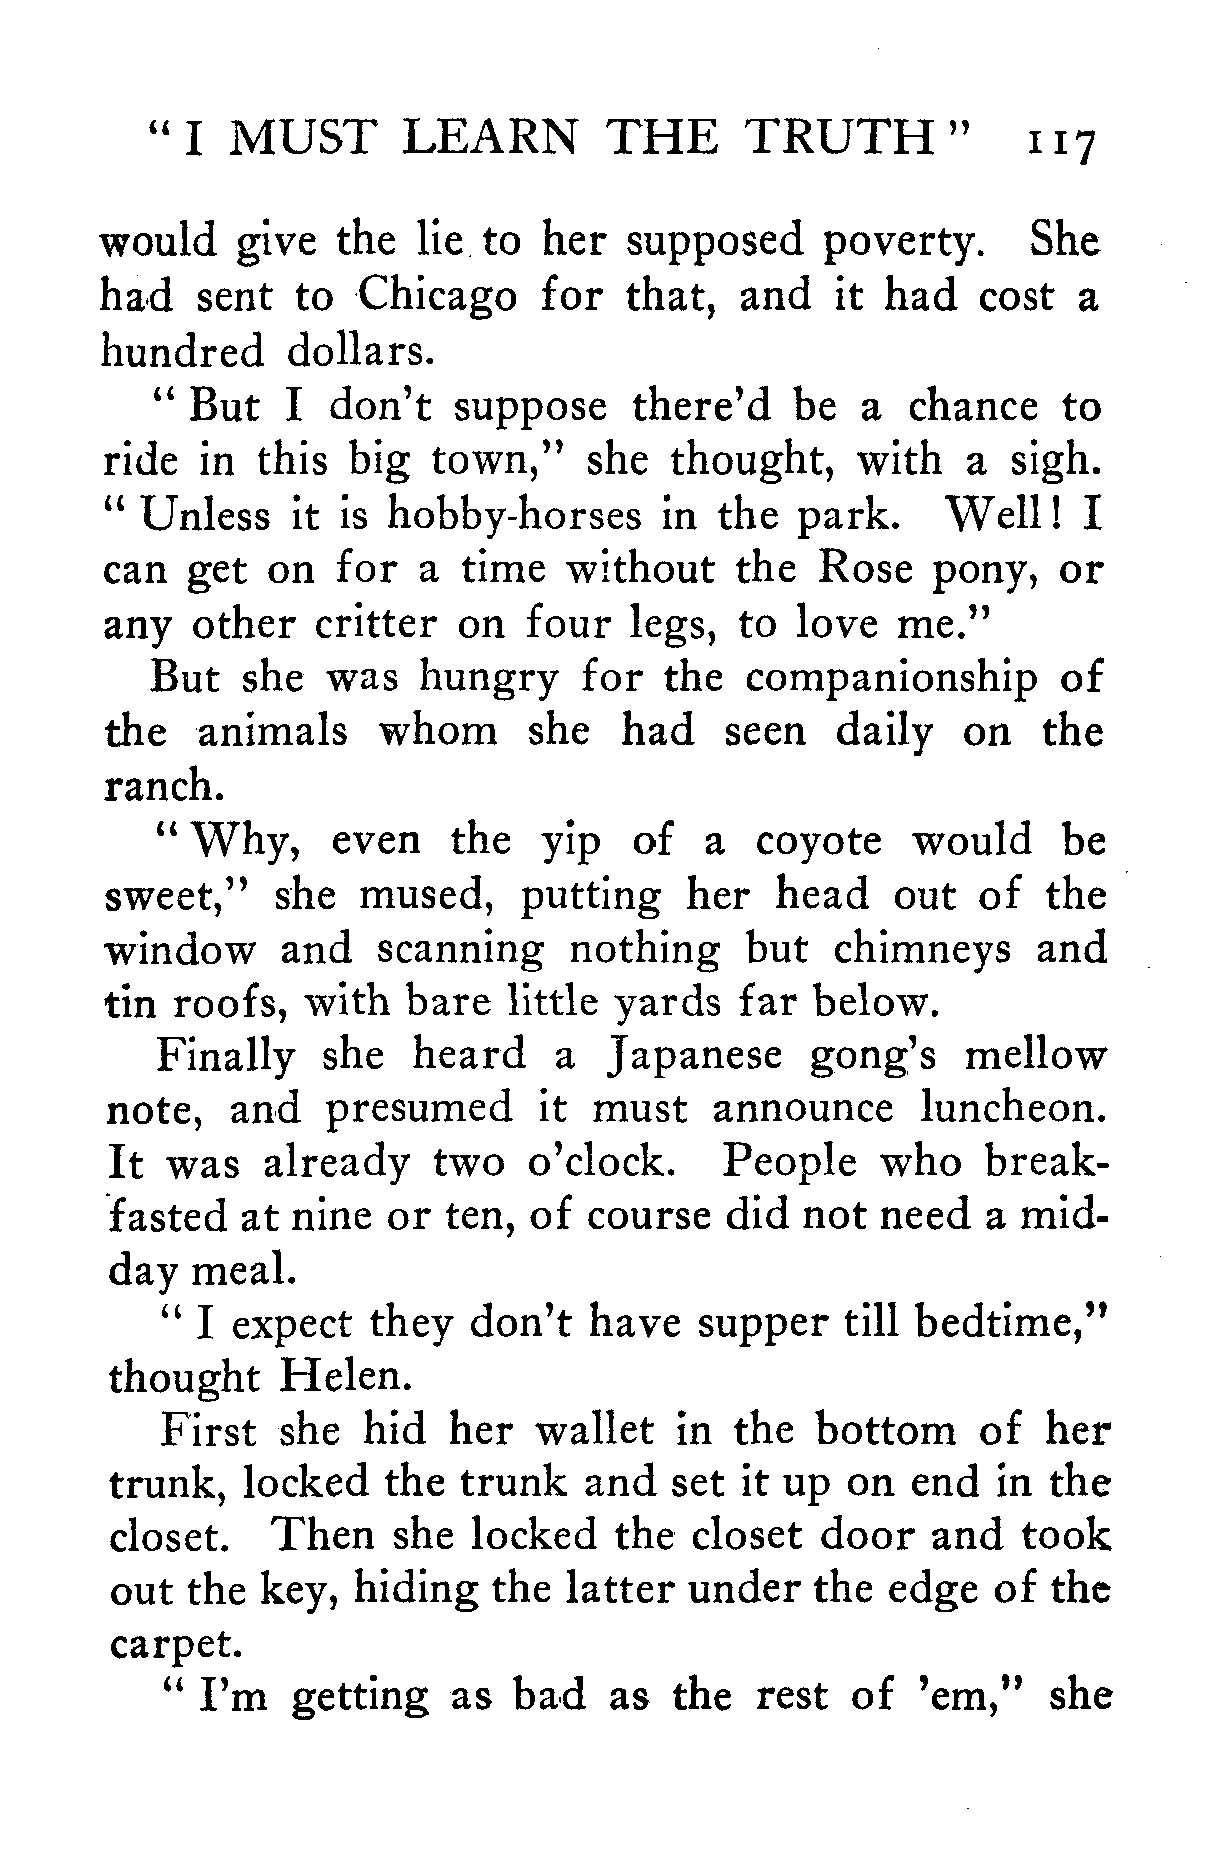 “ I MUST LEARN THE TRUTH ” 117
would give the lie to her supposed poverty. She
had sent to Chicago for that, and it had cost a
hundred dollars.
“ But I don’t suppose there’d be a chance to
ride in this big town,” she thought, with a sigh.
“ Unless it is hobby-horses in the park. Well! I
can get on for a time without the Rose pony, or
any other critter on four legs, to love me.”
But she was hungry for the companionship of
the animals whom she had seen daily on the
ranch.
“ Why, even the yip of a coyote would be
sweet,” she mused, putting her head out of the
window and scanning nothing but chimneys and
tin roofs, with bare little yards far below.
Finally she heard a Japanese gong’s mellow
note, and presumed it must announce luncheon.
It was already two o’clock. People who break-
fasted at nine or ten, of course did not need a mid-
day meal.
“ I expect they don’t have supper till bedtime,”
thought Helen.
First she hid her wallet in the bottom of her
trunk, locked the trunk and set it up on end in the
closet. Then she locked the closet door and took
out the key, hiding the latter under the edge of the
carpet.
“ I’m getting as bad as the rest of ’em,” she